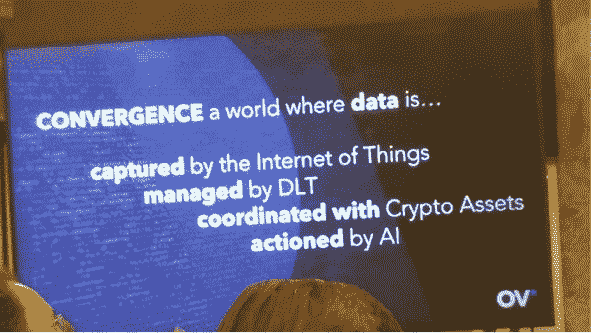 CONVERGENCE a world where data is...
captured by the Internet of Things
managed by DLT
coordinated with Crypto Assets
actioned by AI
OV